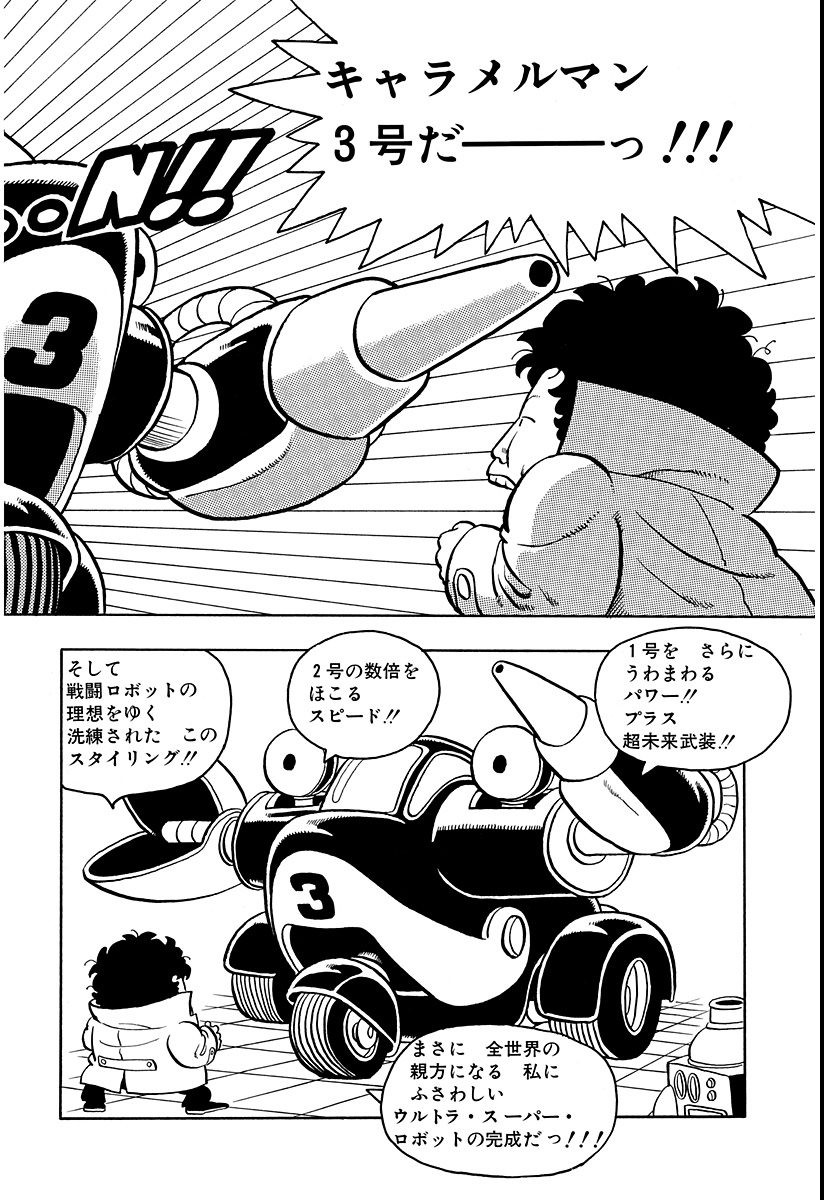 キャラメルマン
3号だ――っ!!!
N!!
3
1号を さらに
うわまわる
パワー!!
プラス
超未来武装!!
2号の数倍を
ほこる
スピード!!
そして
戦闘ロボットの
理想をゆく
洗練された この
スタイリング!!
3
まさに 全世界の
親方になる 私に
ふさわしい
ウルトラ・スーパー・
ロボットの完成だっ!!!